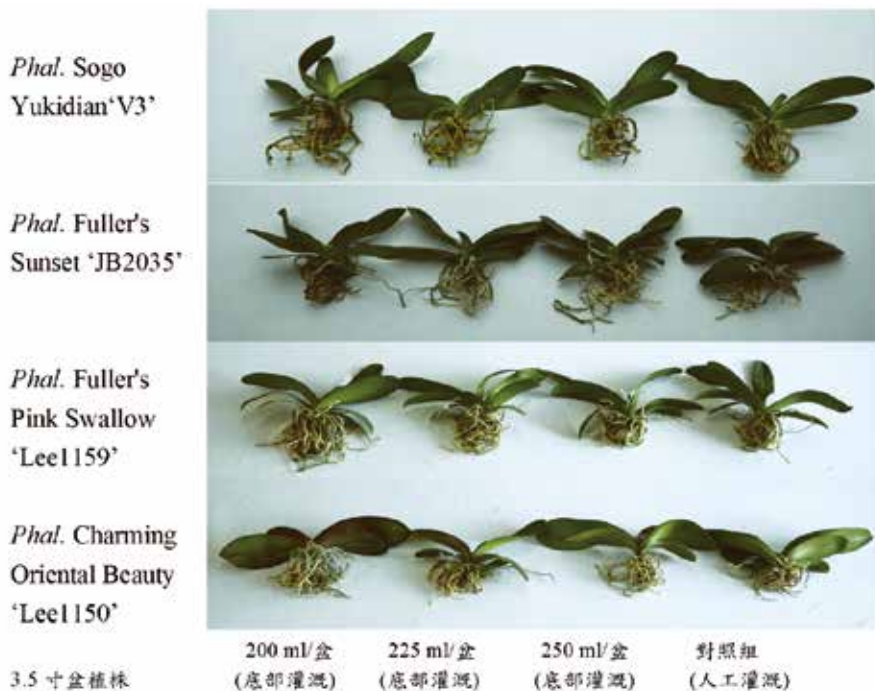 Phal. Sogo
Yukidian‘V3’
Phal. Fuller's
Sunset ‘JB2035’
Phal. Fuller's
Pink Swallow
‘Lee1159’
Phal. Charming
Oriental Beauty
‘Lee1150’
200 ml/盆 225 ml/盆 250 ml/盆 對照組
3.5 寸盆植株 (底部灌溉) (底部灌溉) (底部灌溉) (人工灌溉)